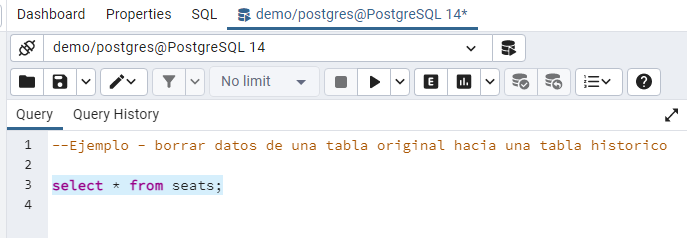 Dashboard Properties SQL demo/postgres@PostgreSQL 14*
demo/postgres@PostgreSQL 14
No limit E
Query Query History
1 --Ejemplo - borrar datos de una tabla original hacia una tabla historico
2
3 select * from seats;
4